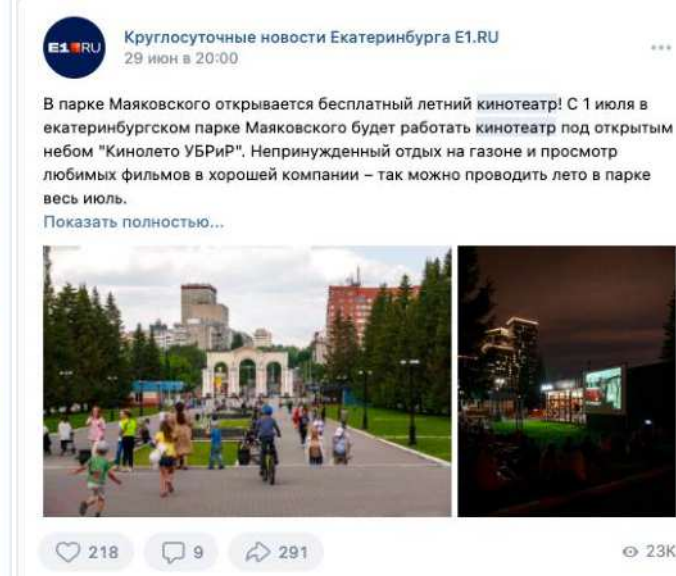 E1.RU
Круглосуточные новости Екатеринбурга E1.RU
29 июн в 20:00
В парке Маяковского открывается бесплатный летний кинотеатр! С 1 июля в
екатеринбургском парке Маяковского будет работать кинотеатр под открытым
небом "Кинолето УБРиР". Непринужденный отдых на газоне и просмотр
любимых фильмов в хорошей компании – так можно проводить лето в парке
весь июль.
Показать полностью...
218 9 291 23K